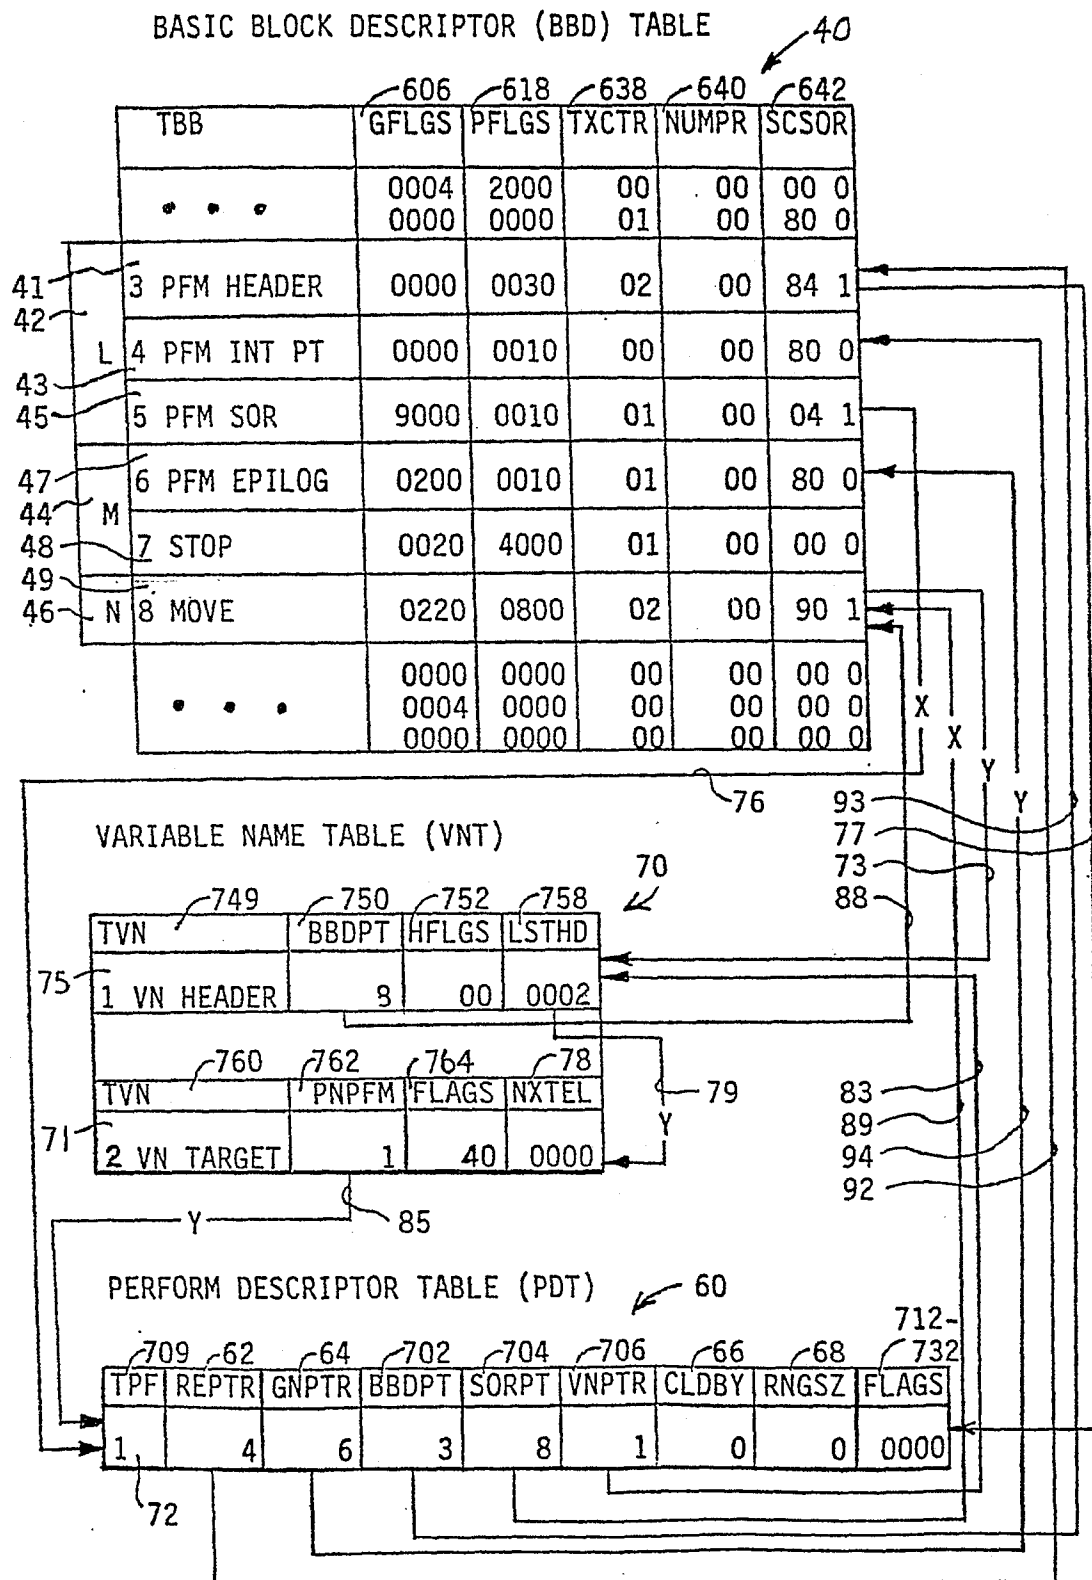 BASIC BLOCK DESCRIPTOR (BBD) TABLE
40
606 618 638 640 642
TBB GFLGS PFLGS TXCTR NUMPR SCSOR
0004 2000 00 00 00 0
0000 0000 01 00 80 0
41 3 PFM HEADER 0000 0030 02 00 84 1
42
L 4 PFM INT PT 0000 0010 00 00 80 0
43
45 5 PFM SOR 9000 0010 01 00 04 1
47 6 PFM EPILOG 0200 0010 01 00 80 0
44 M
48 7 STOP 0020 4000 01 00 00 0
49
46 N 8 MOVE 0220 0800 02 00 90 1
0000 0000 00 00 00 0
0004 0000 00 00 00 0
0000 0000 00 00 00 0
X
X
Y
Y
76
93
77
73
88
VARIABLE NAME TABLE (VNT)
70
749 750 752 758
TVN BBDPT HFLGS LSTHD
75
1 VN HEADER 8 00 0002
760 762 764 78
TVN PNPFM FLAGS NXTEL
71
2 VN TARGET 1 40 0000
79
Y
83
89
94
92
Y
85
PERFORM DESCRIPTOR TABLE (PDT)
60
712-
709 62 64 702 704 706 66 68 732
TPF REPTR GNPTR BBDPT SORPT VNPTR CLDBY RNGSZ FLAGS
1 4 6 3 8 1 0 0 0000
72